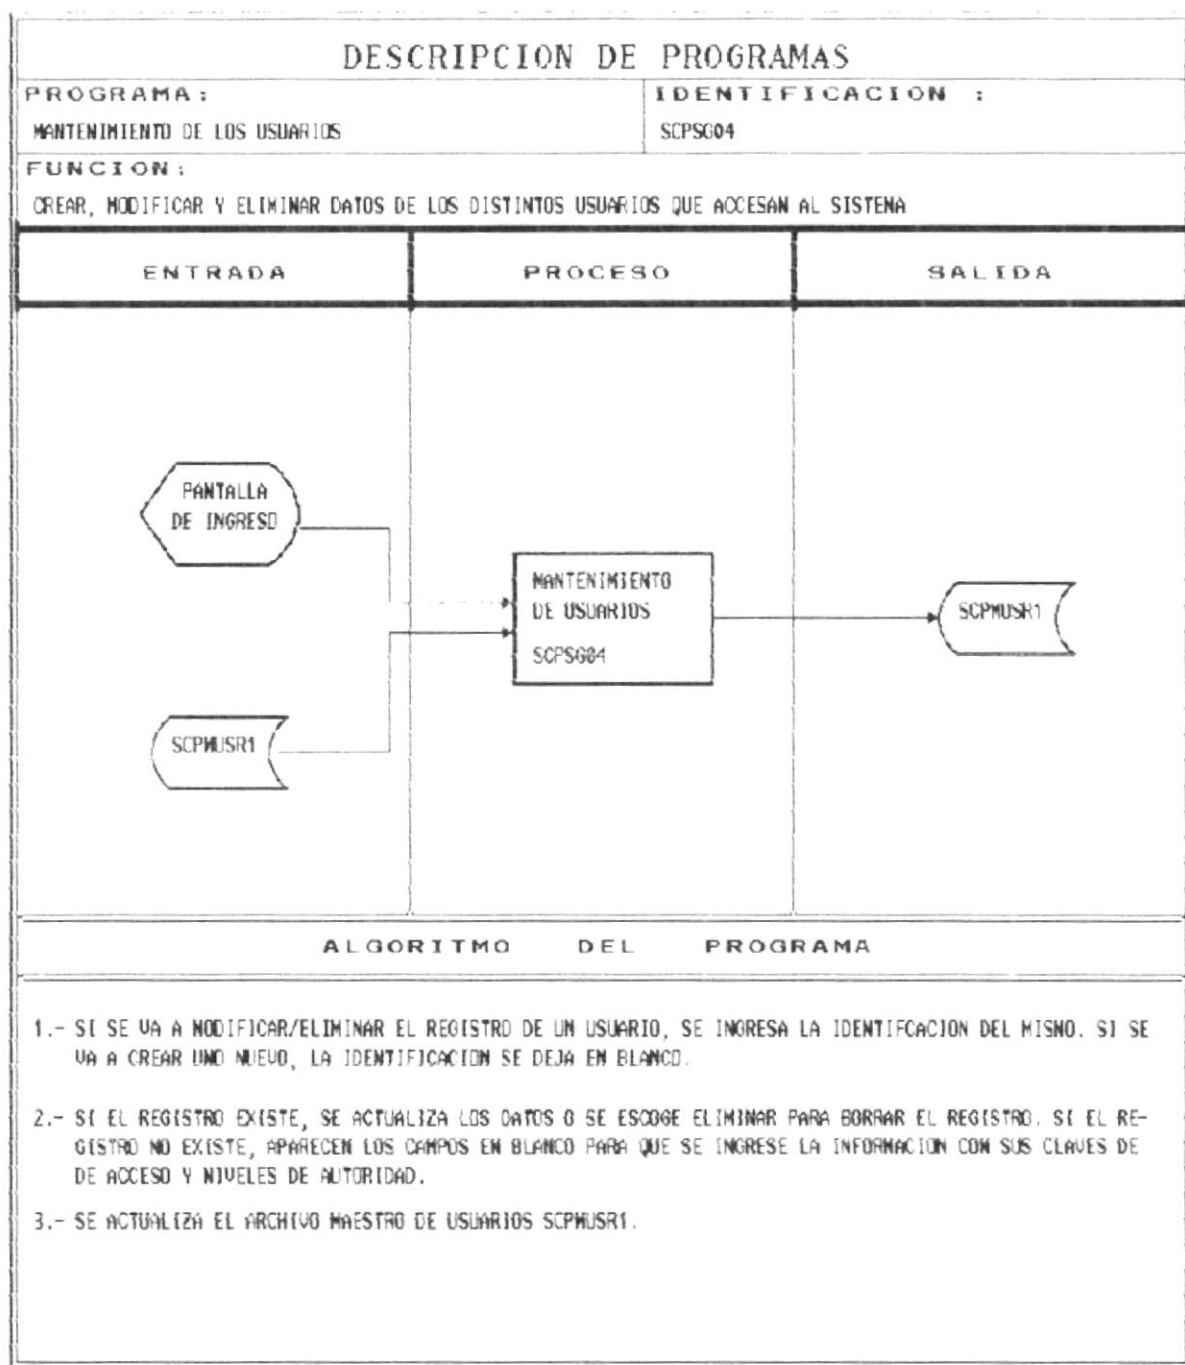 DESCRIPCION DE PROGRAMAS
PROGRAMA:
IDENTIFICACION :
MANTENIMIENTO DE LOS USUARIOS
SCPSG04
FUNCION:
CREAR, MODIFICAR Y ELIMINAR DATOS DE LOS DISTINTOS USUARIOS QUE ACCESAN AL SISTEMA
ENTRADA
PROCESO
SALIDA
PANTALLA
DE INGRESO
MANTENIMIENTO
DE USUARIOS
SCPSG04
SCPMUSR1
SCPMUSR1
ALGORITMO DEL PROGRAMA
1.- SI SE VA A MODIFICAR/ELIMINAR EL REGISTRO DE UN USUARIO, SE INGRESA LA IDENTIFCACION DEL MISMO. SI SE
VA A CREAR UNO NUEVO, LA IDENTIFICACION SE DEJA EN BLANCO.
2.- SI EL REGISTRO EXISTE, SE ACTUALIZA LOS DATOS O SE ESCOGE ELIMINAR PARA BORRAR EL REGISTRO. SI EL RE-
GISTRO NO EXISTE, APARECEN LOS CAMPOS EN BLANCO PARA QUE SE INGRESE LA INFORMACION CON SUS CLAVES DE
DE ACCESO Y NIVELES DE AUTORIDAD.
3.- SE ACTUALIZA EL ARCHIVO MAESTRO DE USUARIOS SCPMUSR1.